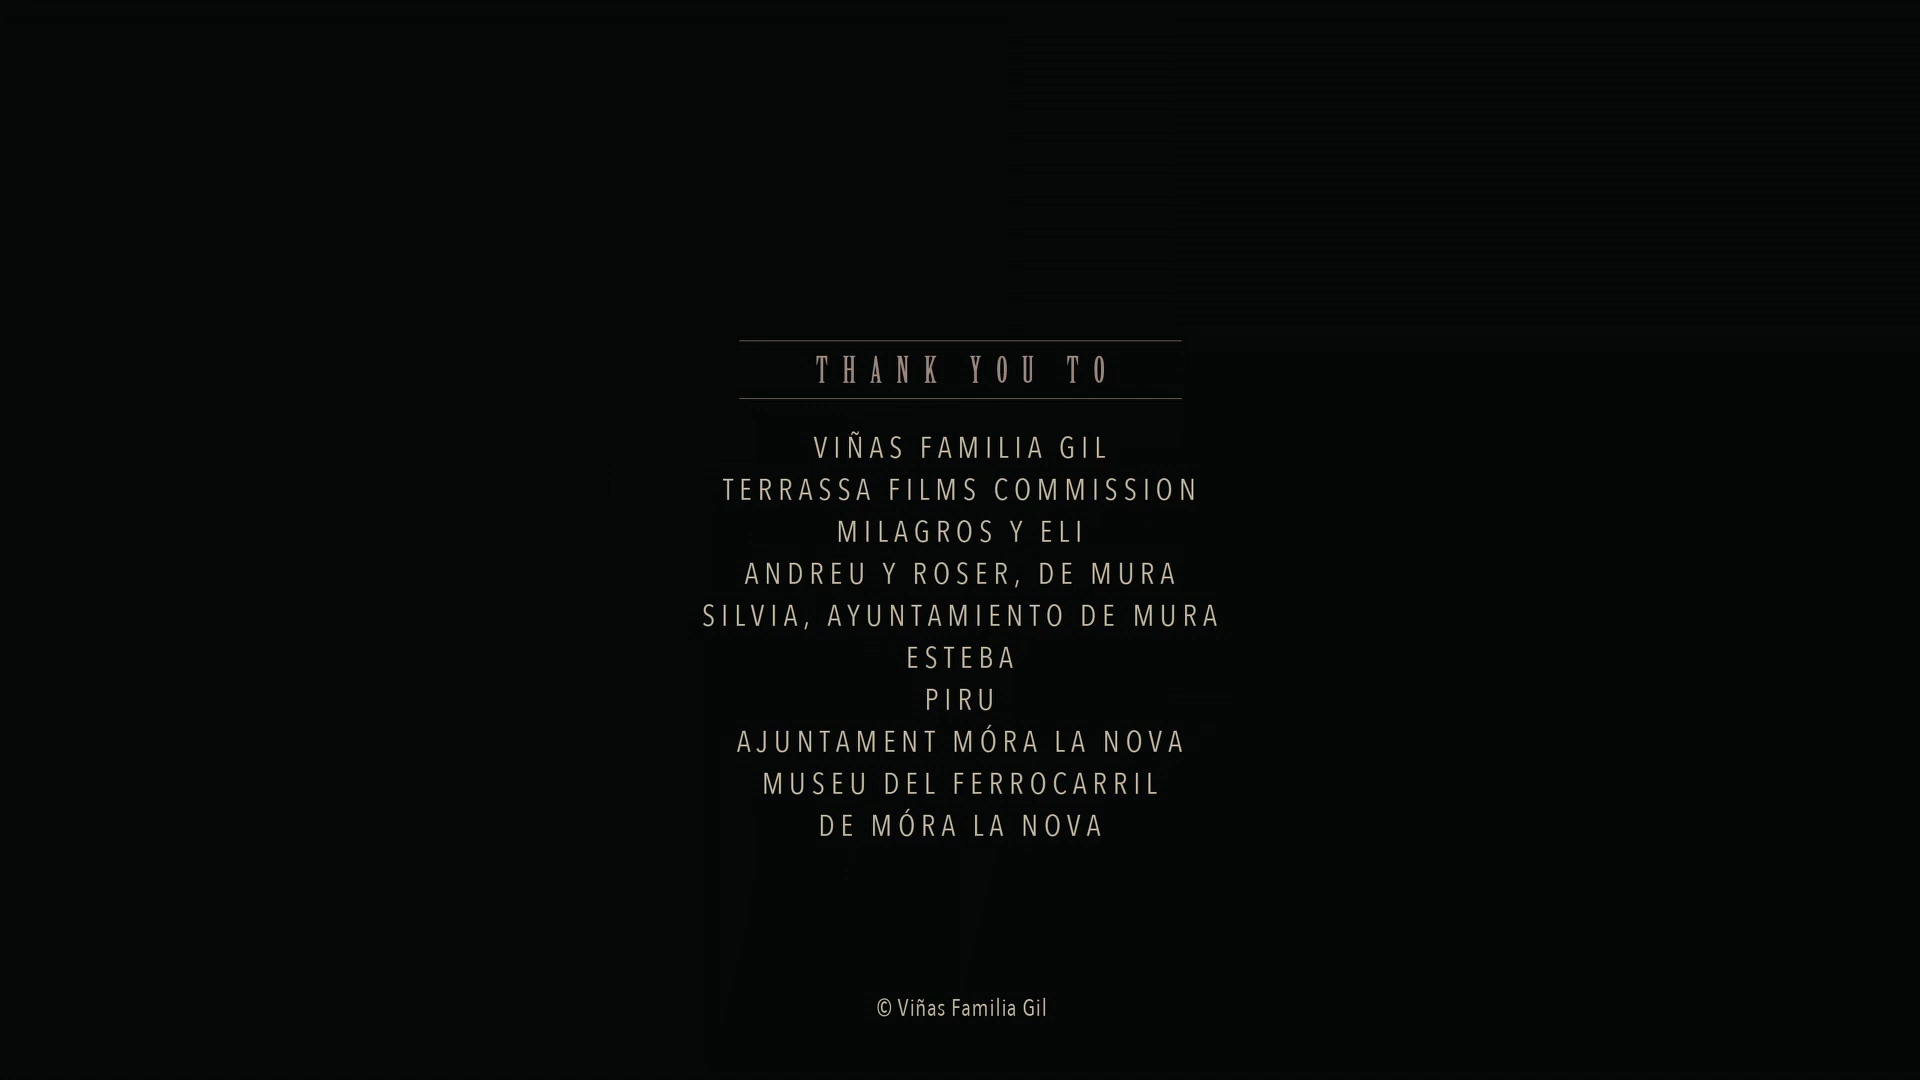 THANK YOU TO
VIÑAS FAMILIA GIL
TERRASSA FILMS COMMISSION
MILAGROS Y ELI
ANDREU Y ROSER, DE MURA
SILVIA, AYUNTAMIENTO DE MURA
ESTEBA
PIRU
AJUNTAMENT MÓRA LA NOVA
MUSEU DEL FERROCARRIL
DE MÓRA LA NOVA
© Viñas Familia Gil